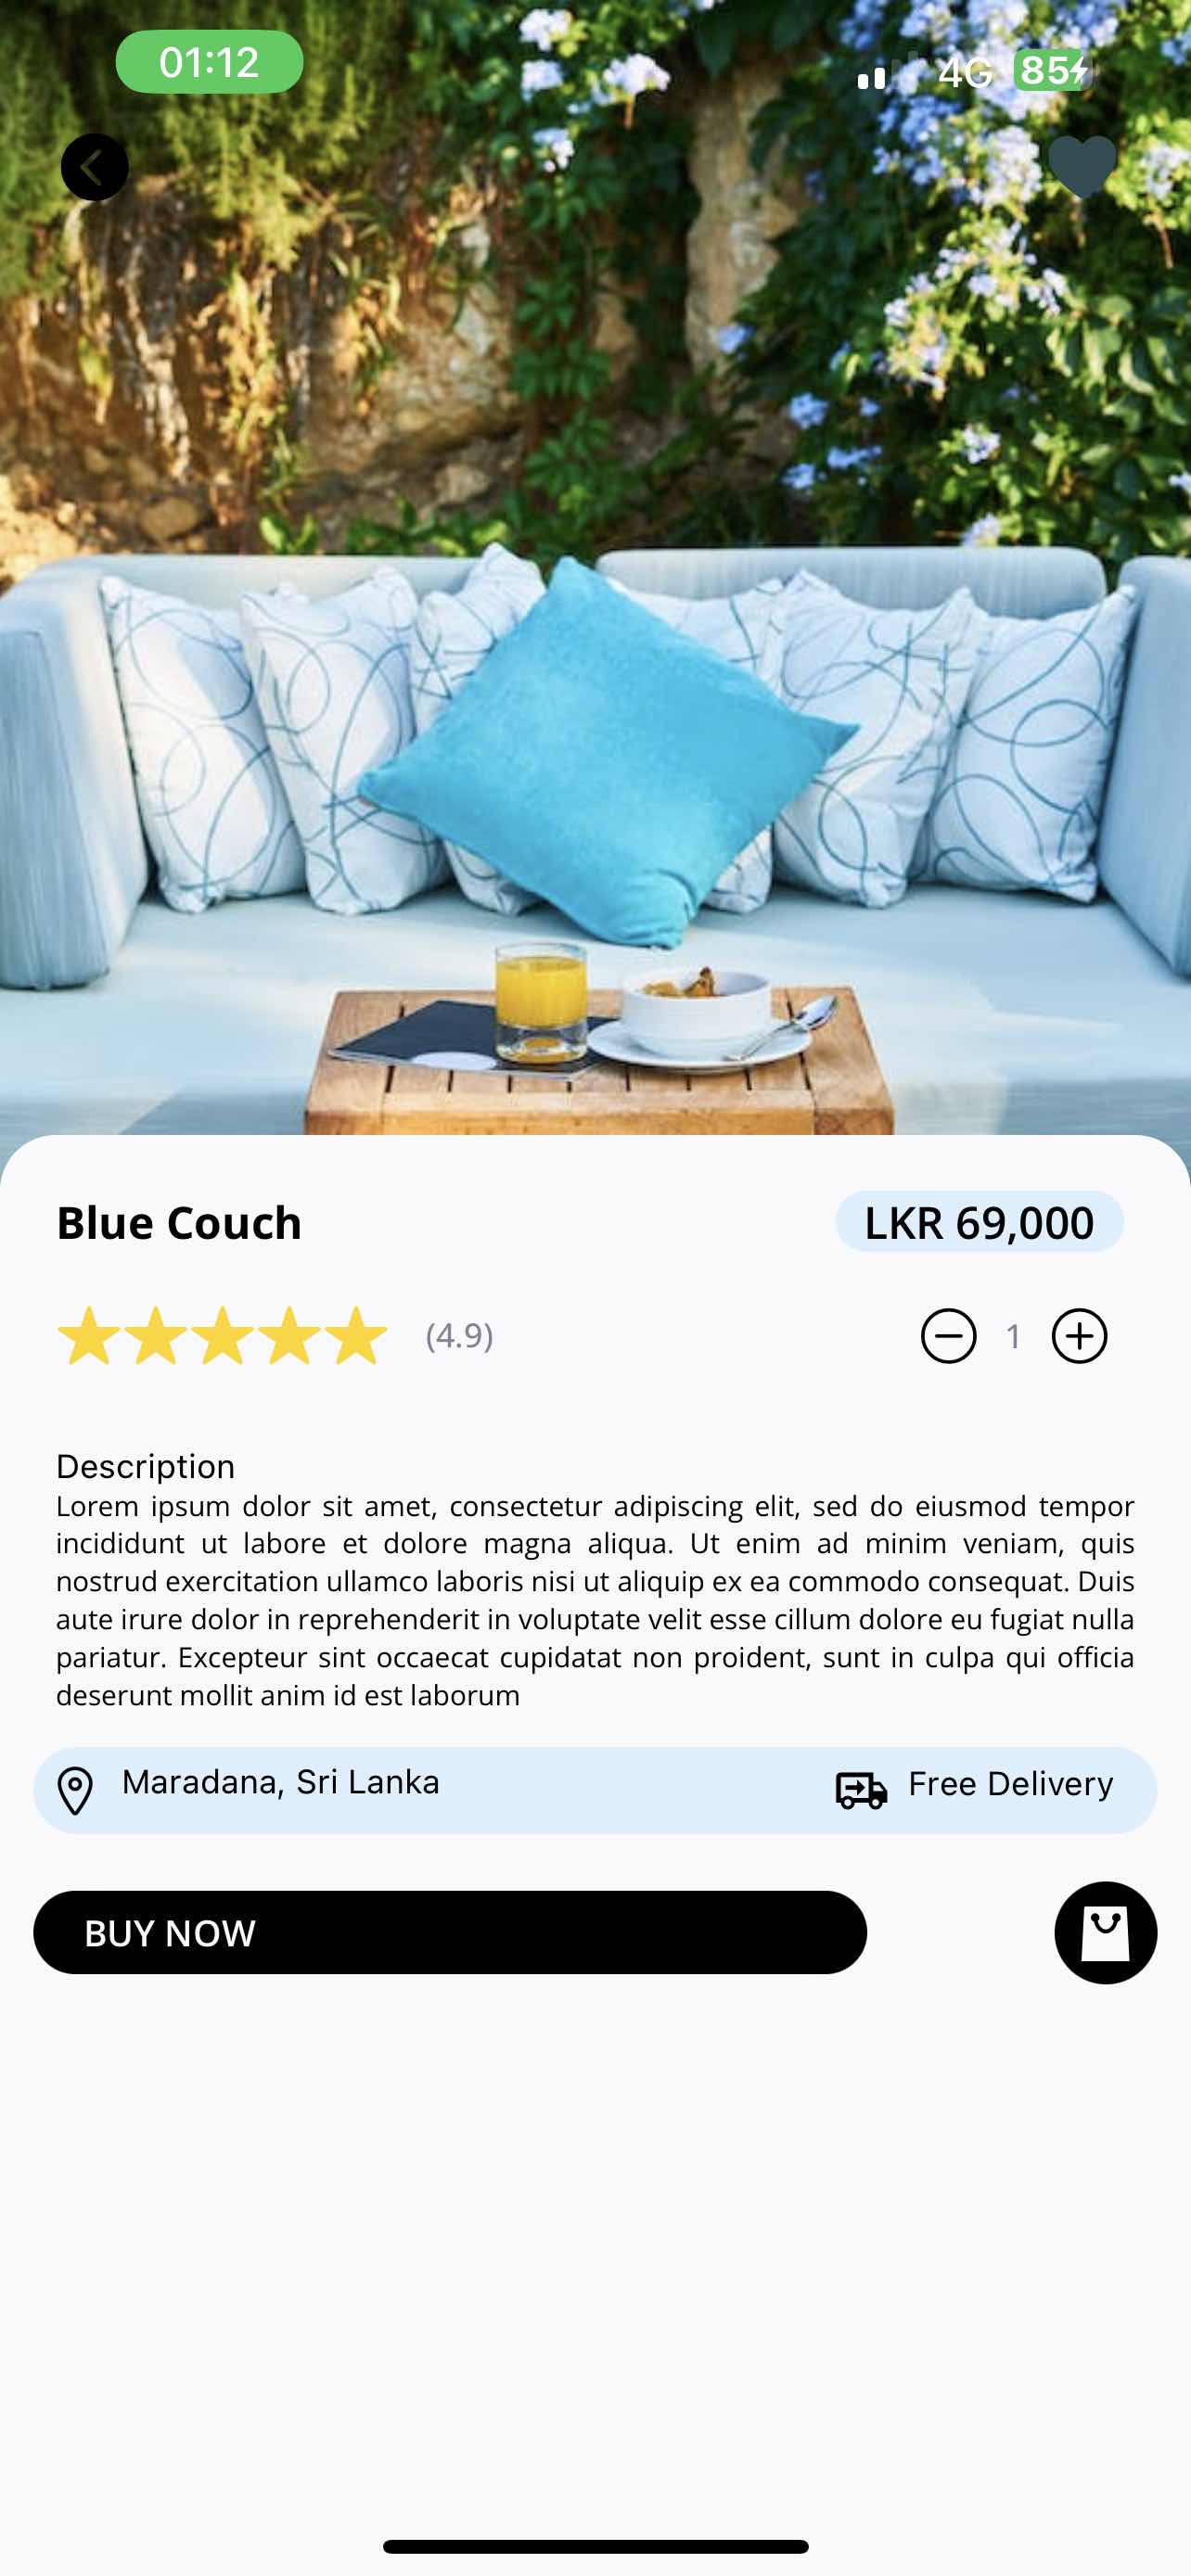 01:12
4G 85
Blue Couch
LKR 69,000
(4.9)
1
Description
Lorem ipsum dolor sit amet, consectetur adipiscing elit, sed do eiusmod tempor
incididunt ut labore et dolore magna aliqua. Ut enim ad minim veniam, quis
nostrud exercitation ullamco laboris nisi ut aliquip ex ea commodo consequat. Duis
aute irure dolor in reprehenderit in voluptate velit esse cillum dolore eu fugiat nulla
pariatur. Excepteur sint occaecat cupidatat non proident, sunt in culpa qui officia
deserunt mollit anim id est laborum
Maradana, Sri Lanka
Free Delivery
BUY NOW